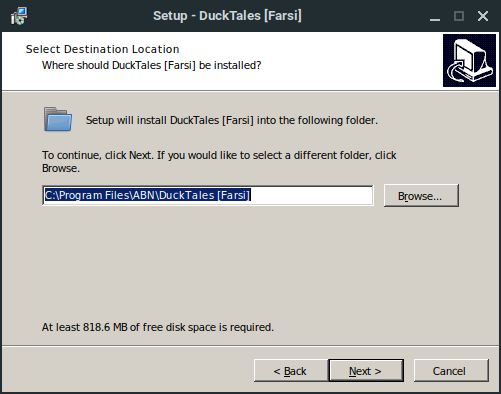 Setup - DuckTales [Farsi]
Select Destination Location
Where should DuckTales [Farsi] be installed?
Setup will install DuckTales [Farsi] into the following folder.
To continue, click Next. If you would like to select a different folder, click
Browse.
C:\Program Files\ABN\DuckTales [Farsi]
Browse...
At least 818.6 MB of free disk space is required.
< Back
Next >
Cancel